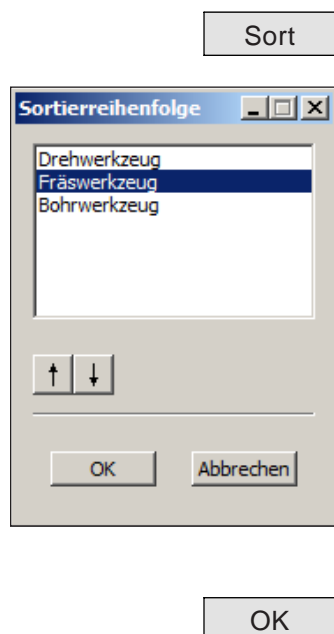 Sort
Sortierreihenfolge
Drehwerkzeug
Fräswerkzeug
Bohrwerkzeug
OK
Abbrechen
OK